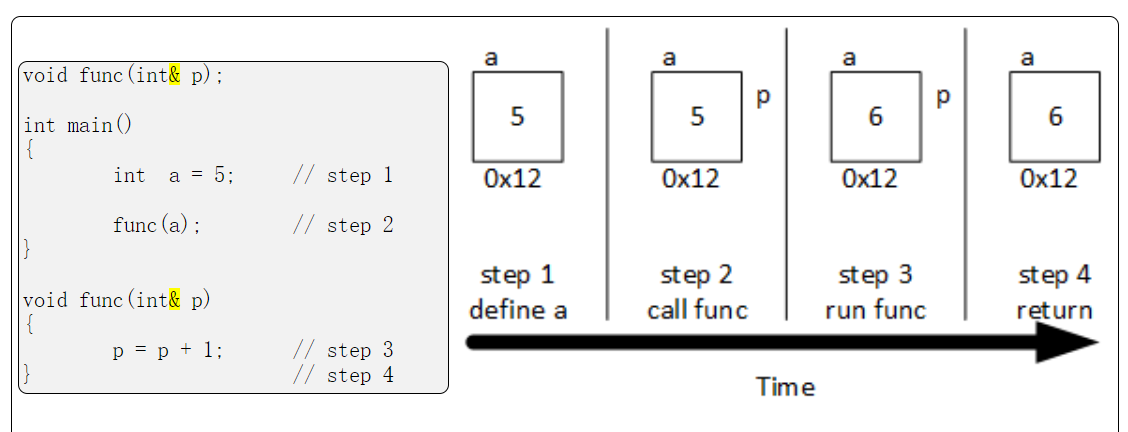 void func(int& p);
int main()
{
int a = 5; // step 1
func(a); // step 2
}
void func(int& p)
{
p = p + 1; // step 3
} // step 4
a
5
0x12
step 1
define a
a
5
p
0x12
step 2
call func
a
6
p
0x12
step 3
run func
a
6
0x12
step 4
return
Time